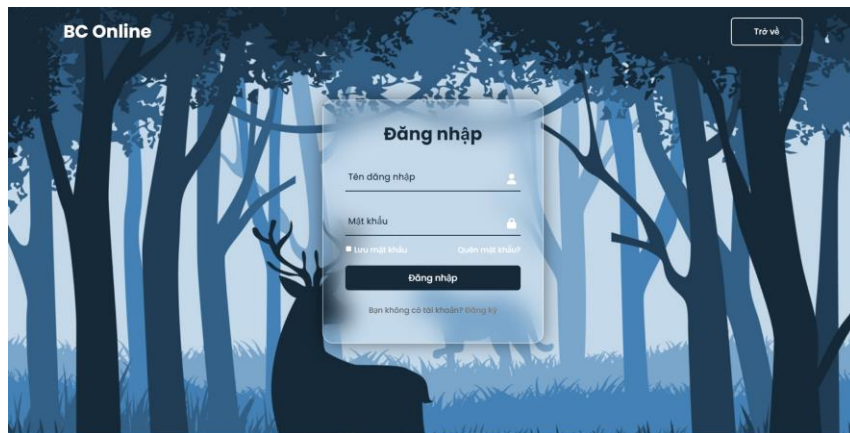 BC Online
Trở về
Đăng nhập
Tên đăng nhập
Mật khẩu
Lưu mật khẩu Quên mật khẩu?
Đăng nhập
Bạn không có tài khoản? Đăng ký